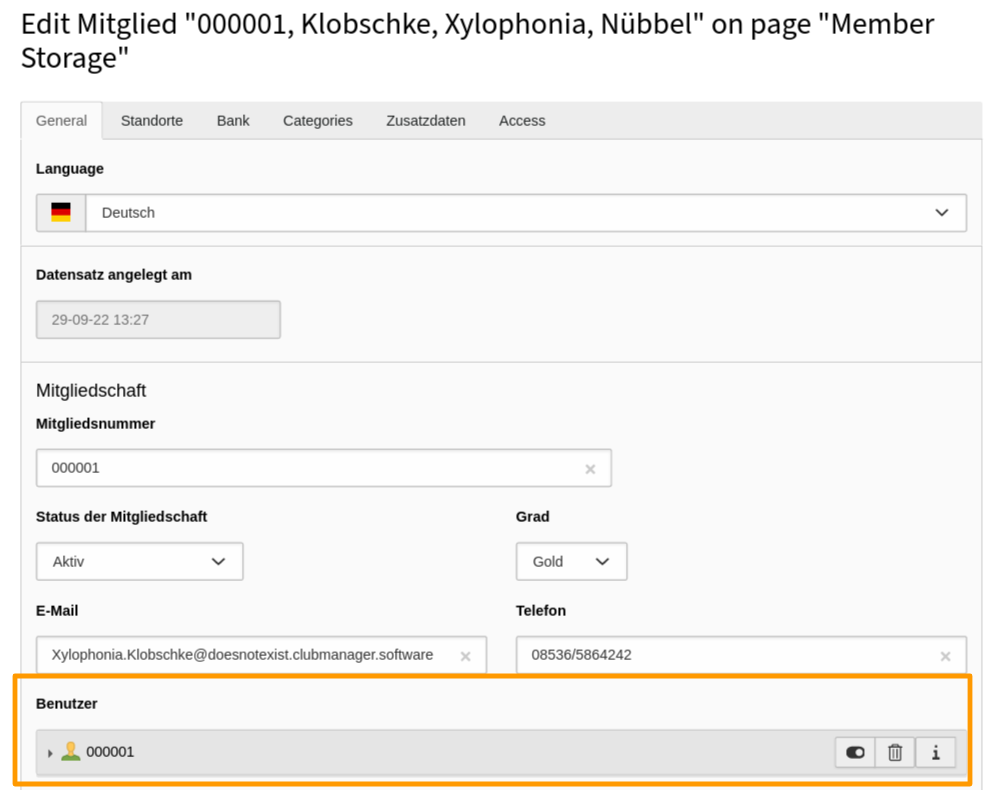 Edit Mitglied "000001, Klobschke, Xylophonia, Nübbel" on page "Member
Storage"
General Standorte Bank Categories Zusatzdaten Access
Language
Deutsch
Datensatz angelegt am
29-09-22 13:27
Mitgliedschaft
Mitgliedsnummer
000001
Status der Mitgliedschaft Grad
Aktiv Gold
E-Mail Telefon
Xylophonia.Klobschke@doesnotexist.clubmanager.software 08536/5864242
Benutzer
000001